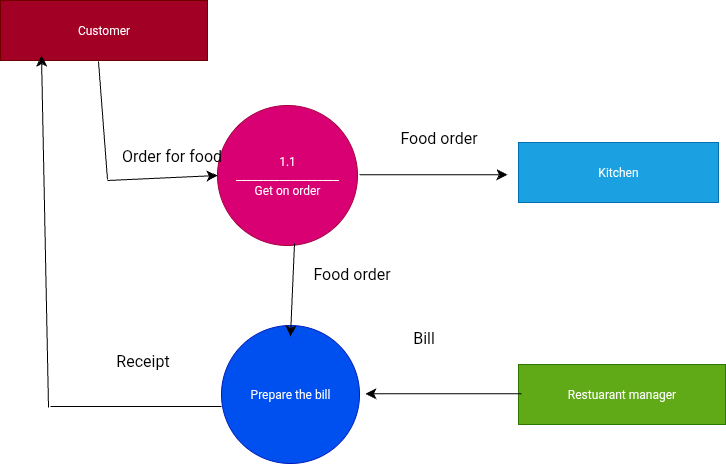 Customer
Order for food
1.1
Get on order
Food order
Kitchen
Food order
Bill
Receipt
Prepare the bill
Restuarant manager